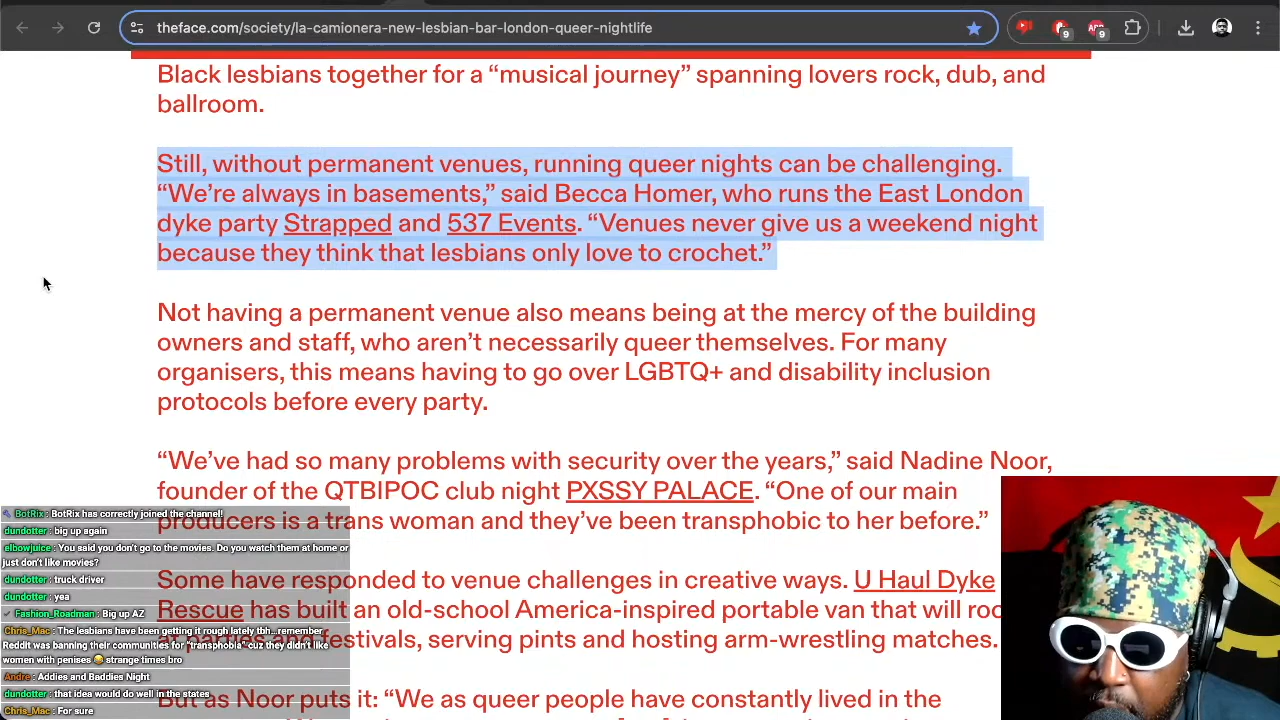 theface.com/society/la-camionera-new-lesbian-bar-london-queer-nightlife
9
9
Black lesbians together for a “musical journey” spanning lovers rock, dub, and
ballroom.
Still, without permanent venues, running queer nights can be challenging.
“We’re always in basements,” said Becca Homer, who runs the East London
dyke party Strapped and 537 Events. “Venues never give us a weekend night
because they think that lesbians only love to crochet.”
Not having a permanent venue also means being at the mercy of the building
owners and staff, who aren’t necessarily queer themselves. For many
organisers, this means having to go over LGBTQ+ and disability inclusion
protocols before every party.
“We’ve had so many problems with security over the years,” said Nadine Noor,
founder of the QTBIPOC club night PXSSY PALACE. “One of our main
producers is a trans woman and they’ve been transphobic to her before.”
Some have responded to venue challenges in creative ways. U Haul Dyke
Rescue has built an old-school America-inspired portable van that will
festivals, serving pints and hosting arm-wrestling matches.
But as Noor puts it: “We as queer people have constantly lived in the
BotRix: BotRix has correctly joined the channel!
dundotter: big up again
elbowjuice: You said you don't go to the movies. Do you watch them at home or
just don't like movies?
dundotter: truck driver
dundotter: yea
Fashion_Roadman: Big up AZ
Chris_Mac: The lesbians have been getting it rough lately tbh...remember
Reddit was banning their communities for "transphobia" cuz they didn't like
women with penises 😂 strange times bro
Andre: Addies and Baddies Night
dundotter: that idea would do well in the states
Chris_Mac: For sure